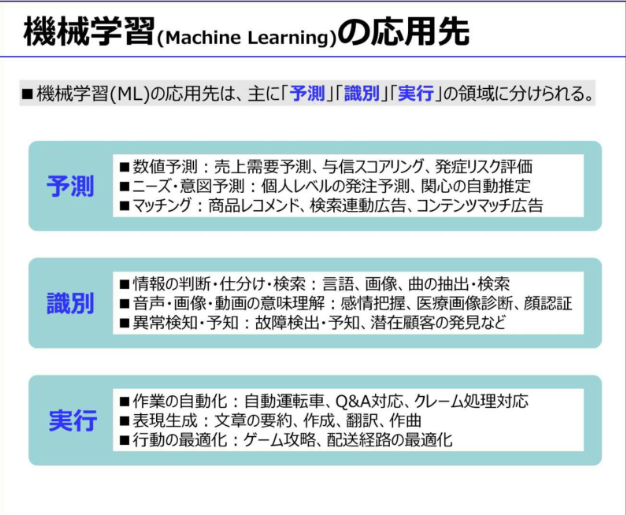 機械学習(Machine Learning)の応用先
■機械学習(ML)の応用先は、主に「予測」「識別」「実行」の領域に分けられる。
予測
■数値予測:売上需要予測、与信スコアリング、発症リスク評価
■ニーズ・意図予測:個人レベルの発注予測、関心の自動推定
■マッチング:商品レコメンド、検索連動広告、コンテンツマッチ広告
識別
■情報の判断・仕分け・検索:言語、画像、曲の抽出・検索
■音声・画像・動画の意味理解:感情把握、医療画像診断、顔認証
■異常検知・予知:故障検出・予知、潜在顧客の発見など
実行
■作業の自動化:自動運転車、Q&A対応、クレーム処理対応
■表現生成:文章の要約、作成、翻訳、作曲
■行動の最適化:ゲーム攻略、配送経路の最適化